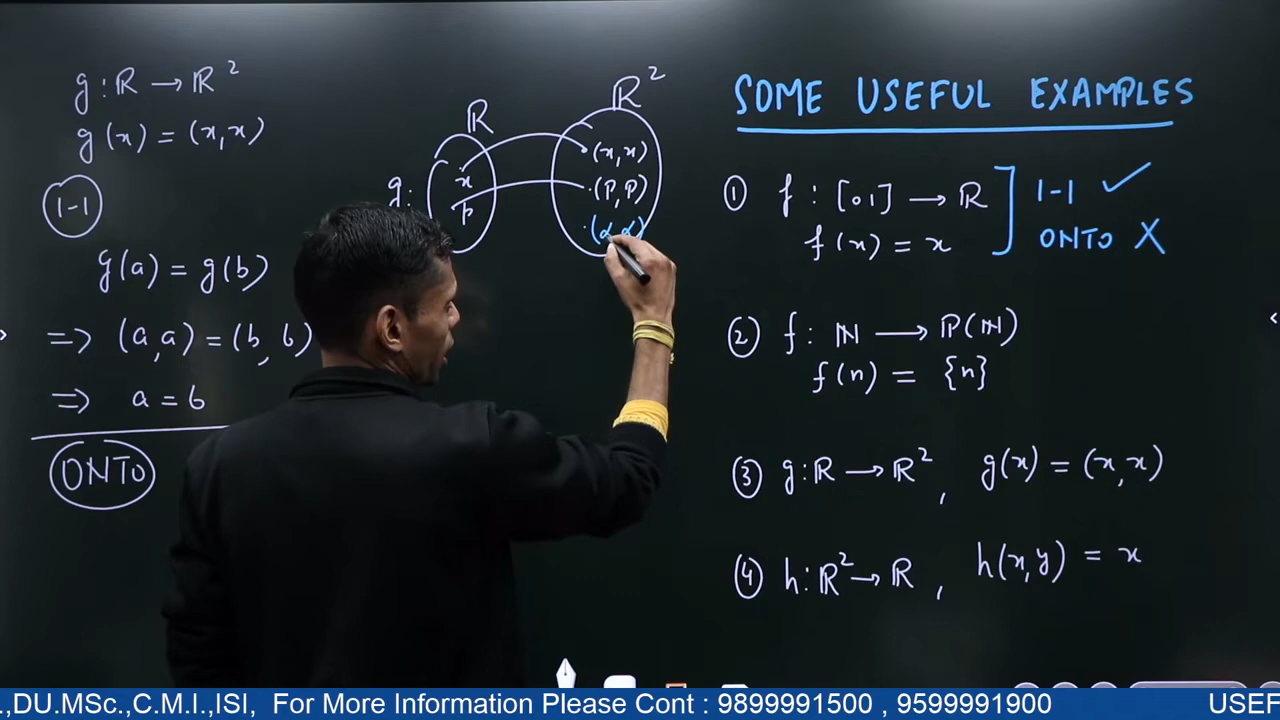 g : ℝ → ℝ²
g(x) = (x,x)
1-1
g(a) = g(b)
=> (a,a) = (b,b)
=> a = b
ONTO
ℝ
ℝ²
g:
x
p
.(x,x)
.(P,P)
.(α,α)
SOME USEFUL EXAMPLES
① f : [0,1] → ℝ
f(x) = x
1-1 ✓
ONTO X
② f : ℕ → ℙ(ℕ)
f(n) = {n}
③ g : ℝ → ℝ² , g(x) = (x,x)
④ h : ℝ² → ℝ , h(x,y) = x
.,DU.MSc.,C.M.I.,ISI, For More Information Please Cont : 9899991500 , 9599991900 USEF